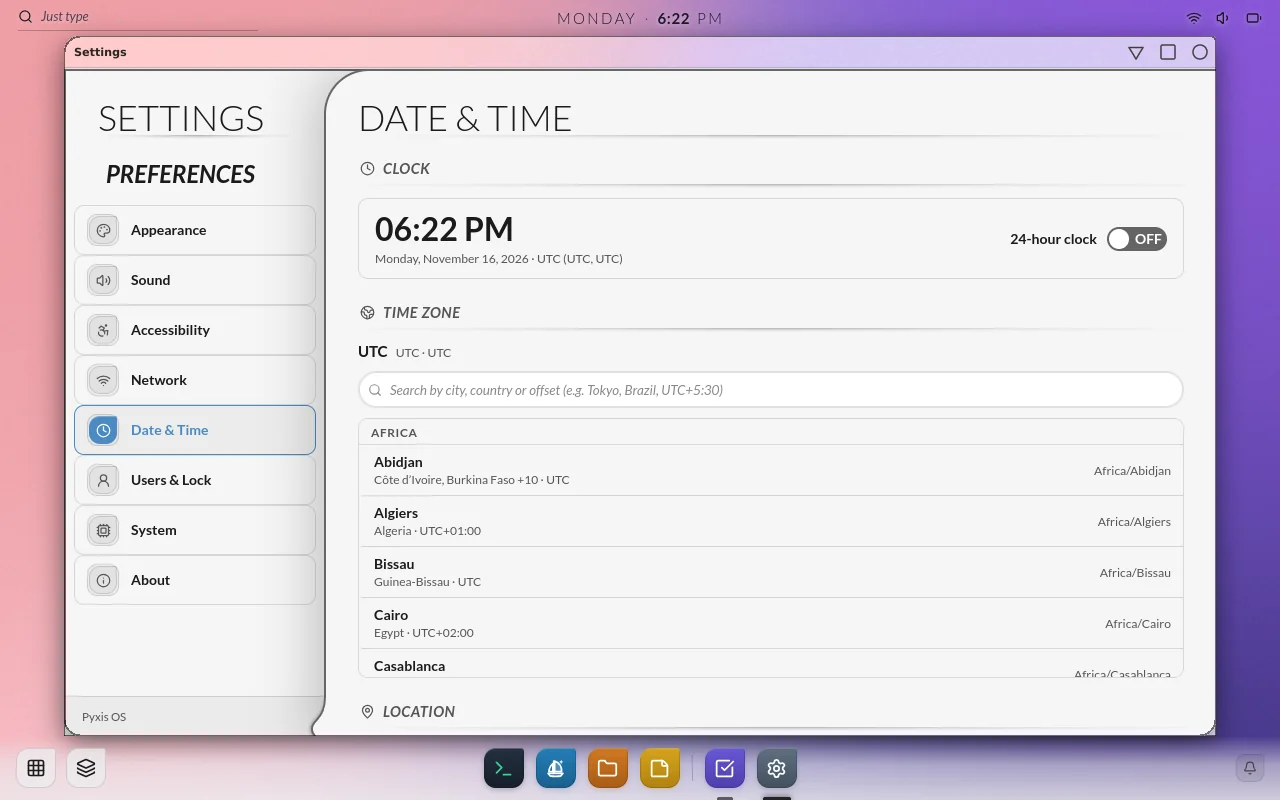 Just type
MONDAY · 6:22 PM
Settings
SETTINGS
PREFERENCES
Appearance
Sound
Accessibility
Network
Date & Time
Users & Lock
System
About
Pyxis OS
DATE & TIME
CLOCK
06:22 PM
Monday, November 16, 2026 · UTC (UTC, UTC)
24-hour clock OFF
TIME ZONE
UTC UTC · UTC
Search by city, country or offset (e.g. Tokyo, Brazil, UTC+5:30)
AFRICA
Abidjan
Côte d'Ivoire, Burkina Faso +10 · UTC
Africa/Abidjan
Algiers
Algeria · UTC+01:00
Africa/Algiers
Bissau
Guinea-Bissau · UTC
Africa/Bissau
Cairo
Egypt · UTC+02:00
Africa/Cairo
Casablanca
Africa/Casablanca
LOCATION